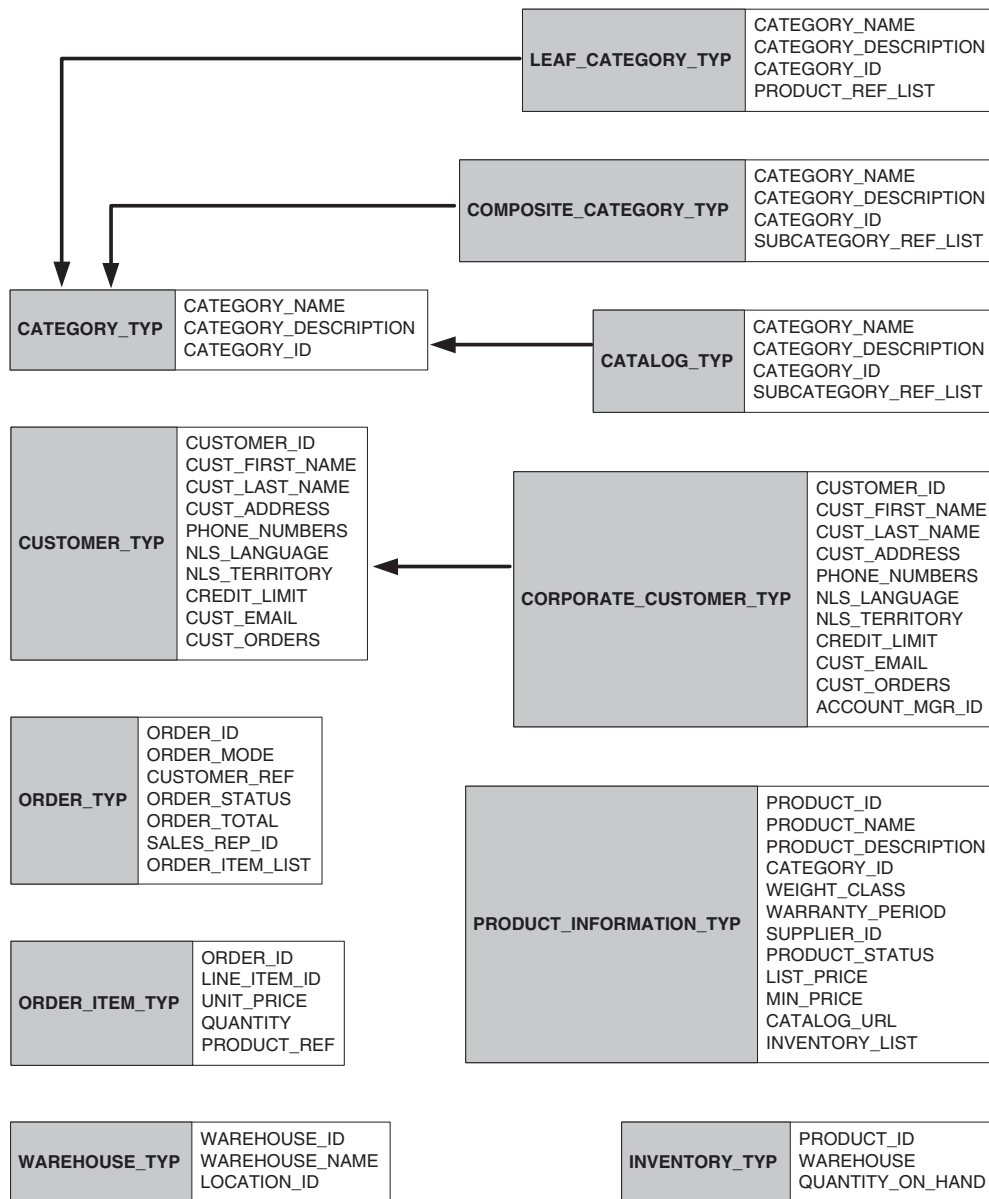 LEAF_CATEGORY_TYP
CATEGORY_NAME
CATEGORY_DESCRIPTION
CATEGORY_ID
PRODUCT_REF_LIST
COMPOSITE_CATEGORY_TYP
CATEGORY_NAME
CATEGORY_DESCRIPTION
CATEGORY_ID
SUBCATEGORY_REF_LIST
CATEGORY_TYP
CATEGORY_NAME
CATEGORY_DESCRIPTION
CATEGORY_ID
CATALOG_TYP
CATEGORY_NAME
CATEGORY_DESCRIPTION
CATEGORY_ID
SUBCATEGORY_REF_LIST
CUSTOMER_TYP
CUSTOMER_ID
CUST_FIRST_NAME
CUST_LAST_NAME
CUST_ADDRESS
PHONE_NUMBERS
NLS_LANGUAGE
NLS_TERRITORY
CREDIT_LIMIT
CUST_EMAIL
CUST_ORDERS
CORPORATE_CUSTOMER_TYP
CUSTOMER_ID
CUST_FIRST_NAME
CUST_LAST_NAME
CUST_ADDRESS
PHONE_NUMBERS
NLS_LANGUAGE
NLS_TERRITORY
CREDIT_LIMIT
CUST_EMAIL
CUST_ORDERS
ACCOUNT_MGR_ID
ORDER_TYP
ORDER_ID
ORDER_MODE
CUSTOMER_REF
ORDER_STATUS
ORDER_TOTAL
SALES_REP_ID
ORDER_ITEM_LIST
PRODUCT_INFORMATION_TYP
PRODUCT_ID
PRODUCT_NAME
PRODUCT_DESCRIPTION
CATEGORY_ID
WEIGHT_CLASS
WARRANTY_PERIOD
SUPPLIER_ID
PRODUCT_STATUS
LIST_PRICE
MIN_PRICE
CATALOG_URL
INVENTORY_LIST
ORDER_ITEM_TYP
ORDER_ID
LINE_ITEM_ID
UNIT_PRICE
QUANTITY
PRODUCT_REF
WAREHOUSE_TYP
WAREHOUSE_ID
WAREHOUSE_NAME
LOCATION_ID
INVENTORY_TYP
PRODUCT_ID
WAREHOUSE
QUANTITY_ON_HAND